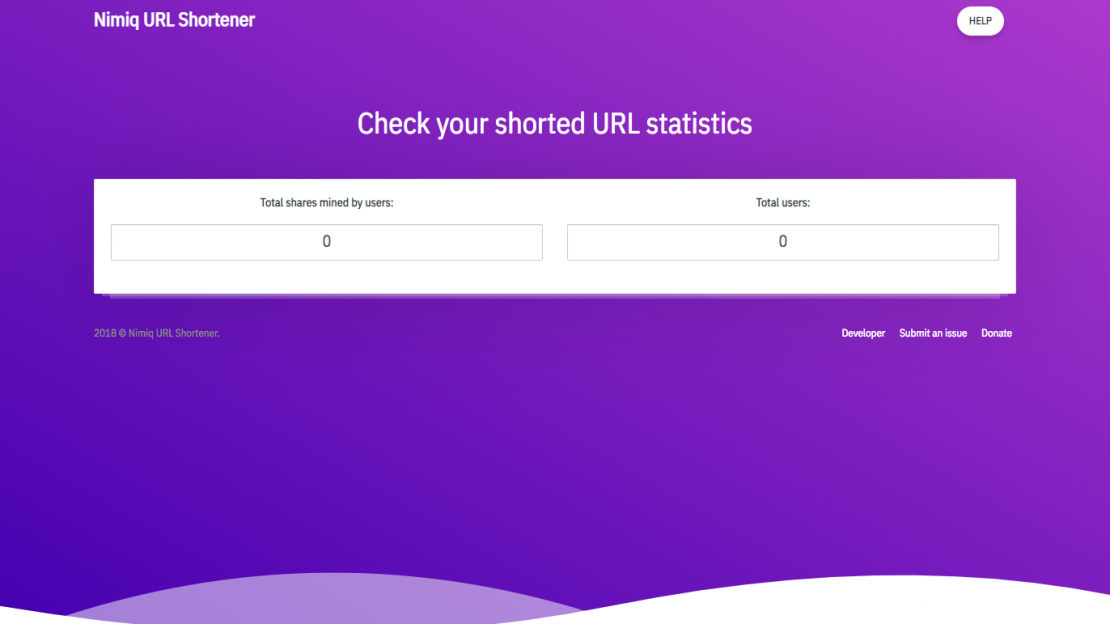 Nimiq URL Shortener
HELP
Check your shorted URL statistics
Total shares mined by users:
Total users:
0
0
2018 © Nimiq URL Shortener.
Developer Submit an issue Donate